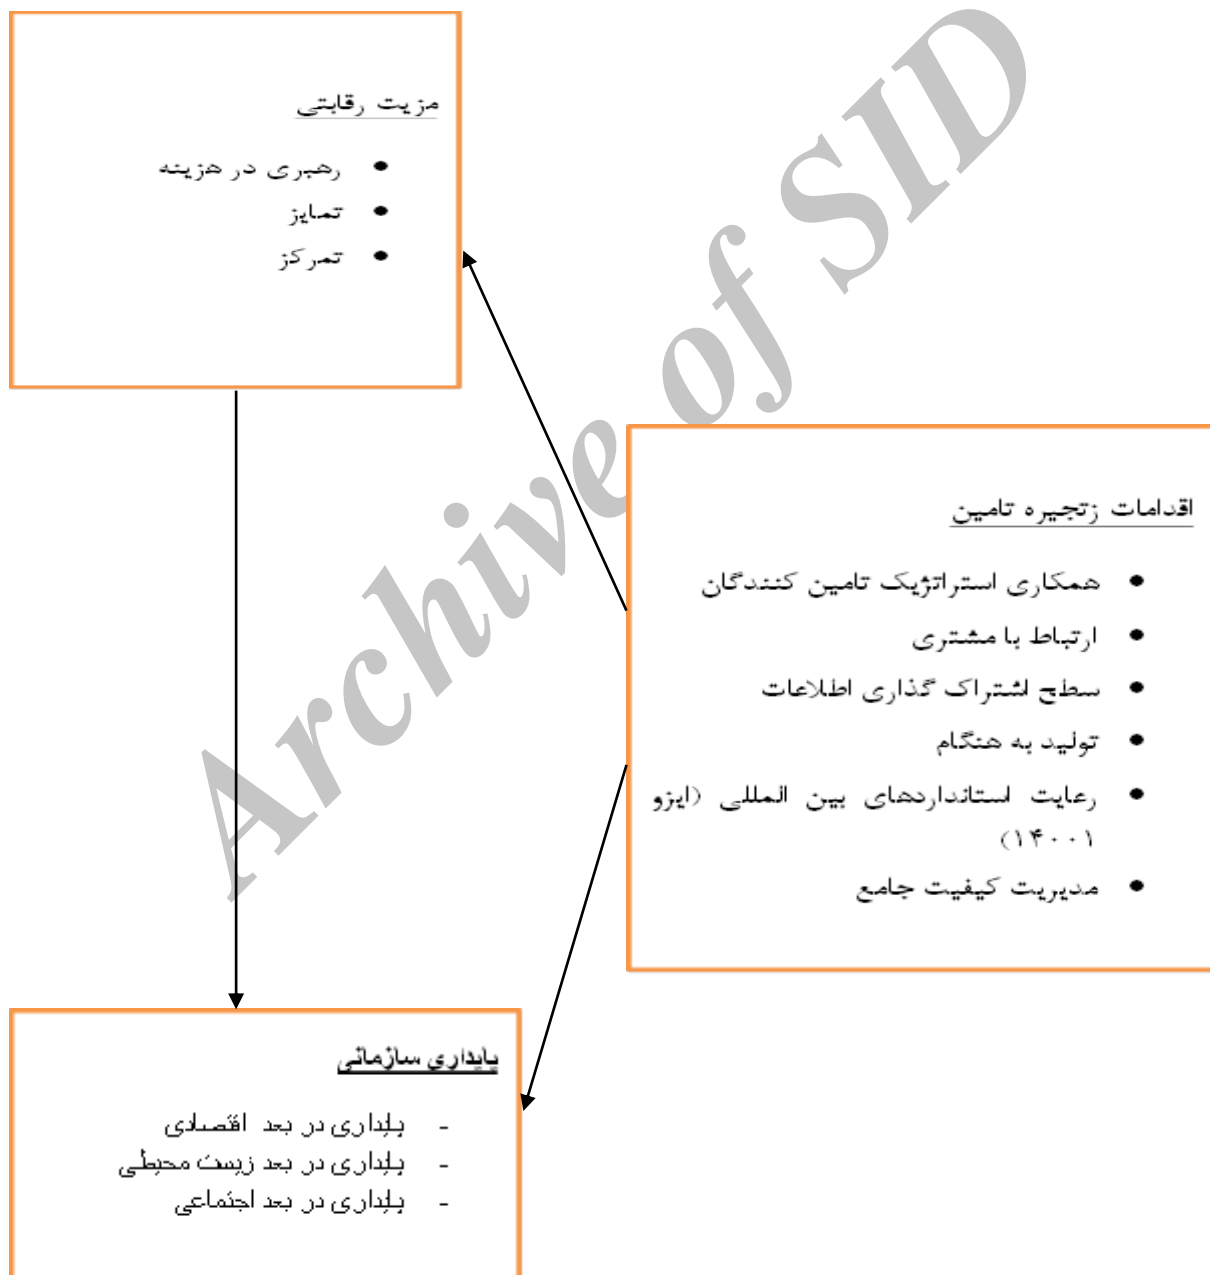 مزیت رقابتی
● رهبری در هزینه
● تمایز
● تمرکز
اقدامات زتجیره تامین
● همکاری استراتژیک تامین کنندگان
● ارتباط با مشتری
● سطح اشتراک گذاری اطلاعات
● تولید به هنگام
● رعایت استانداردهای بین المللی (ایزو
۱۴۰۰۱)
● مدیریت کیفیت جامع
پایداری سازمانی
- پایداری در بعد اقتصادی
- پایداری در بعد زیست محیطی
- پایداری در بعد اجتماعی
Archive of SID